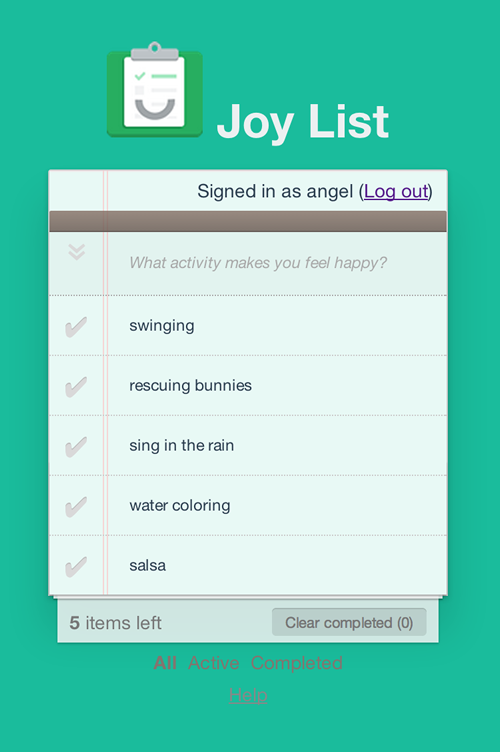 Joy List
Signed in as angel (Log out)
What activity makes you feel happy?
swinging
rescuing bunnies
sing in the rain
water coloring
salsa
5 items left Clear completed (0)
All Active Completed
Help